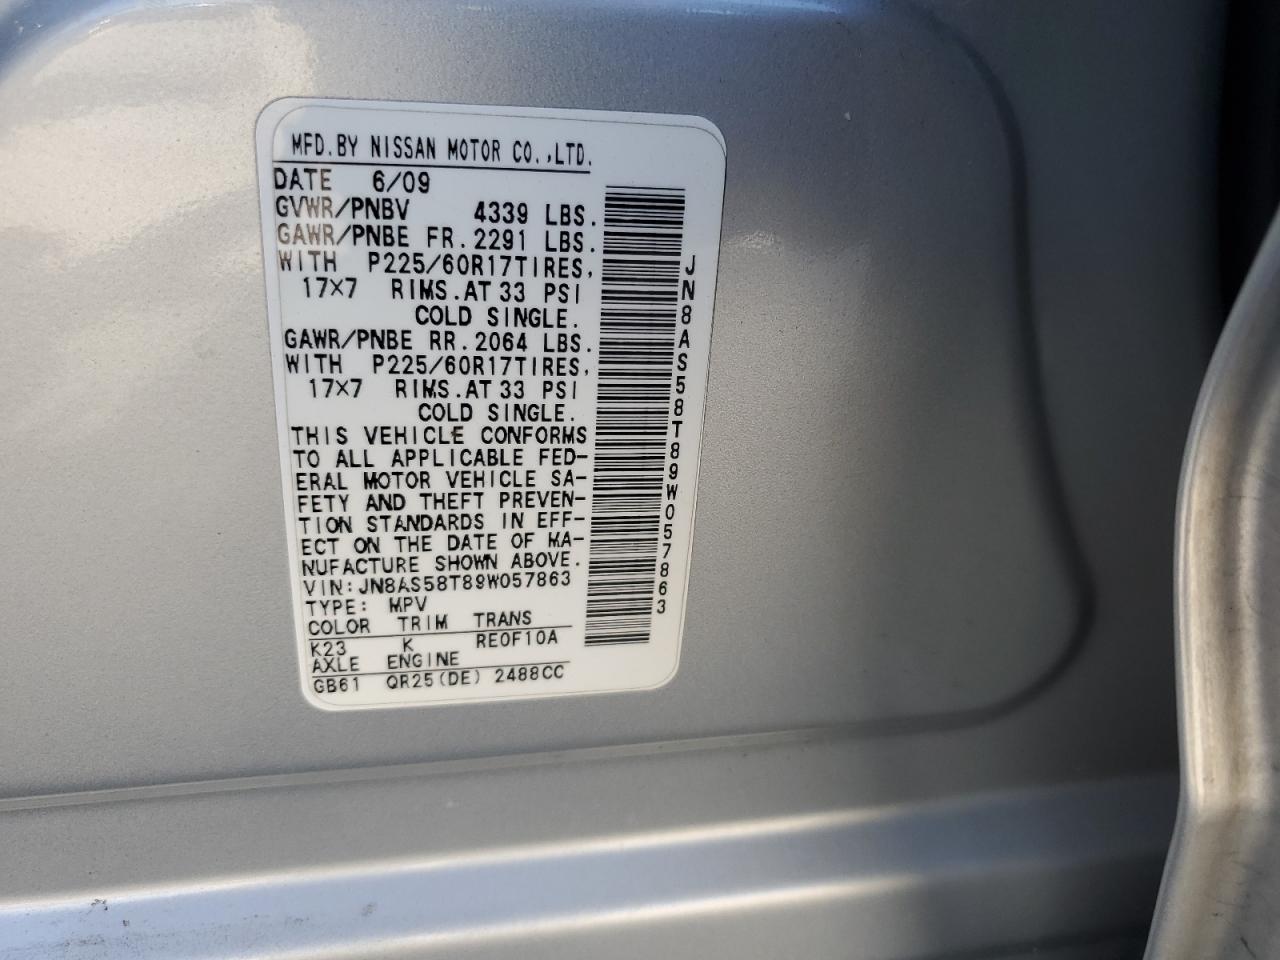 MFD.BY NISSAN MOTOR CO.,LTD.
DATE 6/09
GVWR/PNBV 4339 LBS.
GAWR/PNBE FR.2291 LBS.
WITH P225/60R17TIRES,
17×7 RIMS.AT 33 PSI
COLD SINGLE.
GAWR/PNBE RR.2064 LBS.
WITH P225/60R17TIRES,
17×7 RIMS.AT 33 PSI
COLD SINGLE.
THIS VEHICLE CONFORMS
TO ALL APPLICABLE FED-
ERAL MOTOR VEHICLE SA-
FETY AND THEFT PREVEN-
TION STANDARDS IN EFF-
ECT ON THE DATE OF MA-
NUFACTURE SHOWN ABOVE.
VIN:JN8AS58T89W057863
TYPE: MPV
COLOR TRIM TRANS
K23 K RE0F10A
AXLE ENGINE
GB61 QR25(DE) 2488CC
JN8AS58T89W057863